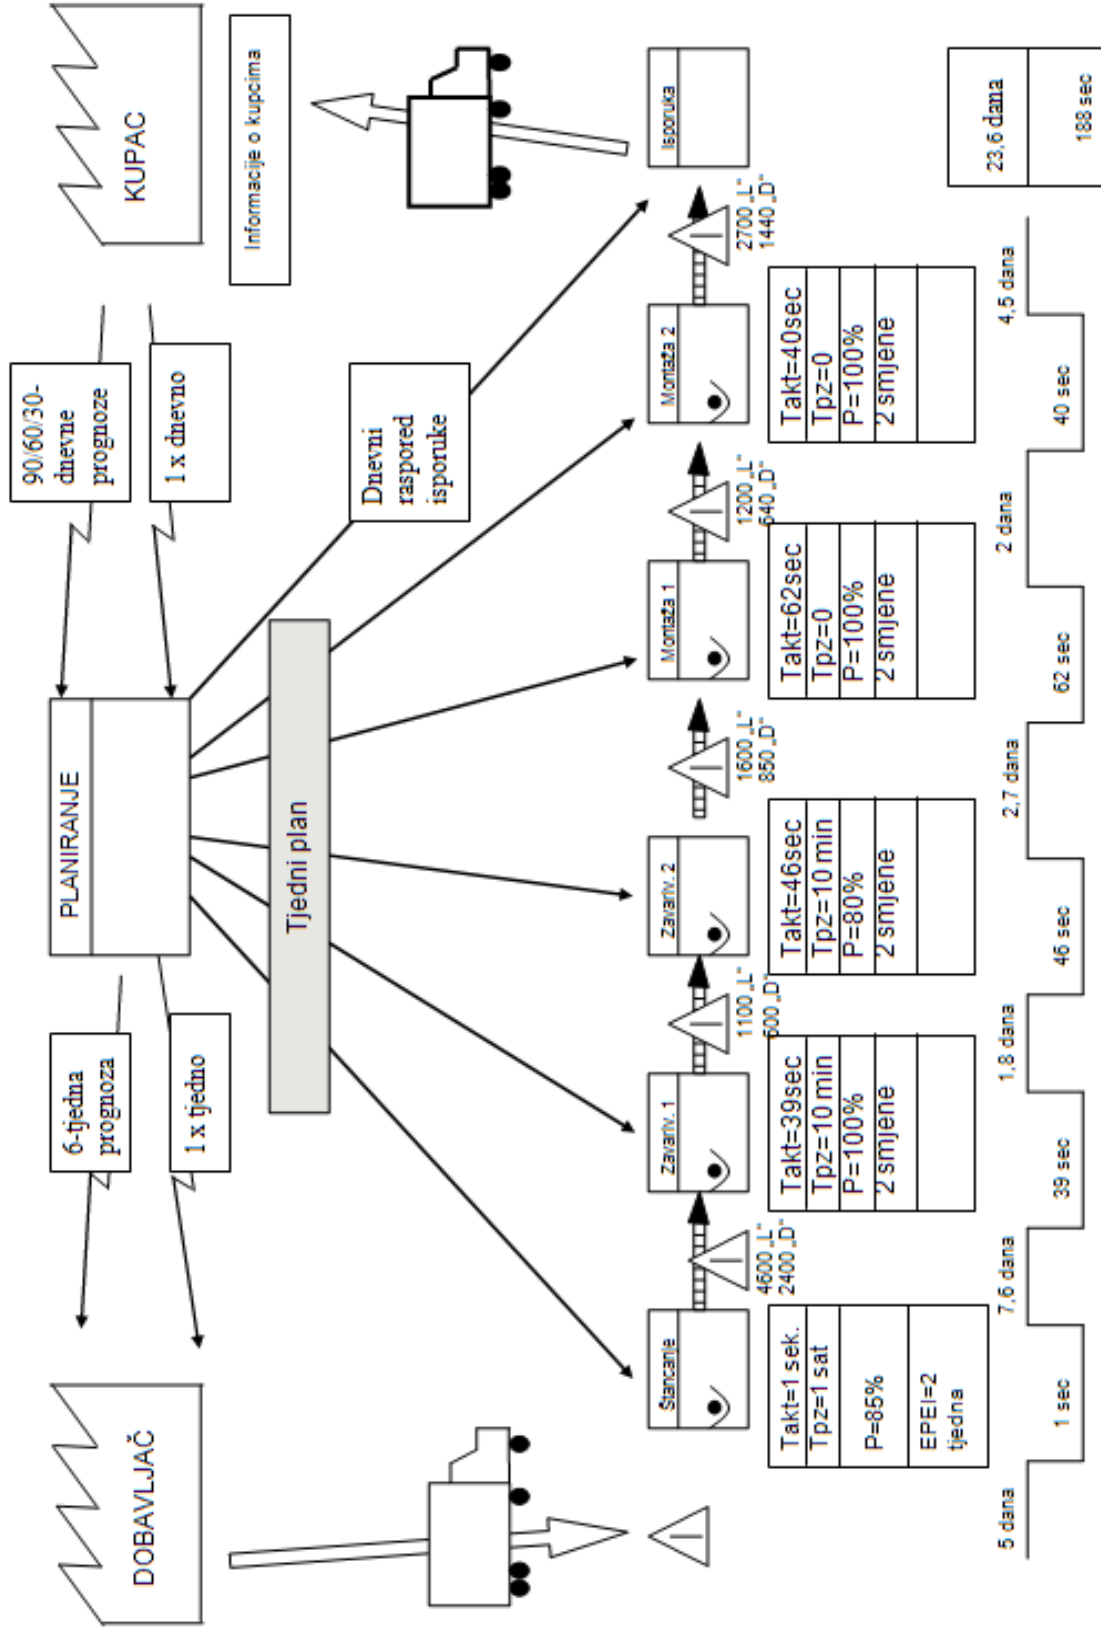 DOBAVLJAČ
6-tjedna
prognoza
1 x tjedno
PLANIRANJE
90/60/30-
dnevne
prognoze
1 x dnevno
KUPAC
Informacije o kupcima
Tjedni plan
Dnevni
raspored
isporuke
Štancanje
Zavariv. 1
Zavariv. 2
Montaža 1
Montaža 2
Isporuka
I
I
4600 „L“
2400 „D“
I
1100 „L“
600 „D“
I
1600 „L“
850 „D“
I
1200 „L“
640 „D“
I
2700 „L“
1440 „D“
Takt=1 sek.
Tpz=1 sat
P=85%
EPEI=2
tjedna
Takt=39sec
Tpz=10 min
P=100%
2 smjene
Takt=46sec
Tpz=10 min
P=80%
2 smjene
Takt=62sec
Tpz=0
P=100%
2 smjene
Takt=40sec
Tpz=0
P=100%
2 smjene
5 dana
1 sec
7,6 dana
39 sec
1,8 dana
46 sec
2,7 dana
62 sec
2 dana
40 sec
4,5 dana
23,6 dana
188 sec